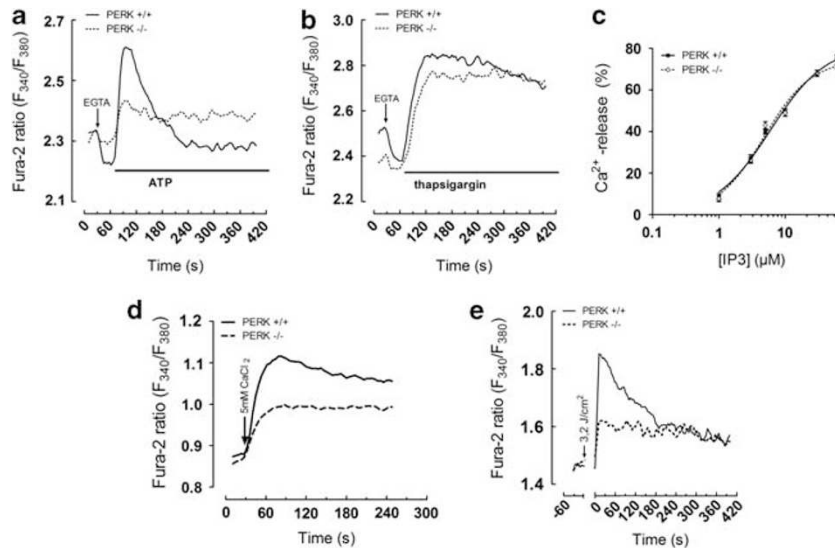 a
PERK +/+
PERK -/-
Fura-2 ratio (F340/F380)
2.7
2.5
2.3
2.1
EGTA
ATP
0 60 120 180 240 300 360 420
Time (s)
b
PERK +/+
PERK -/-
Fura-2 ratio (F340/F380)
3.0
2.8
2.6
2.4
2.2
EGTA
thapsigargin
0 60 120 180 240 300 360 420
Time (s)
c
PERK +/+
PERK -/-
Ca2+ -release (%)
80
60
40
20
0
0.1 1 10
[IP3] (µM)
d
PERK +/+
PERK -/-
Fura-2 ratio (F340/F380)
1.2
1.1
1.0
0.9
0.8
5mM CaCl2
0 60 120 180 240 300
Time (s)
e
PERK +/+
PERK -/-
Fura-2 ratio (F340/F380)
2.0
1.8
1.6
1.4
3,2 J/cm2
-60 0 60 120 180 240 300 360 420
Time (s)